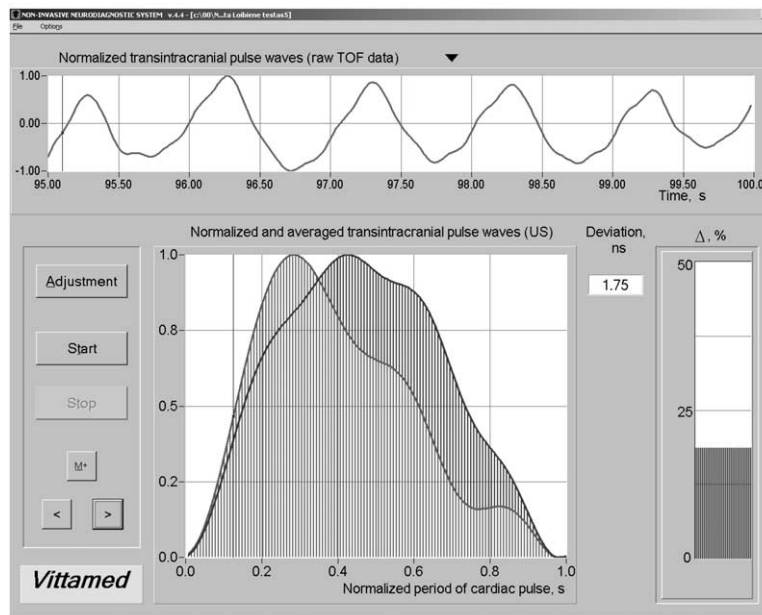 NON-INVASIVE NEURODIAGNOSTIC SYSTEM v.4.4 - [c:\00\N...ta Loibiene testas5]
File Options
Normalized transintracranial pulse waves (raw TOF data)
1.00
0.00
-1.00
95.00 95.50 96.00 96.50 97.00 97.50 98.00 98.50 99.00 99.50 100.0
Time, s
Adjustment
Start
Stop
M+
< >
Vittamed
Normalized and averaged transintracranial pulse waves (US)
1.0
0.8
0.5
0.2
0.0
0.0 0.2 0.4 0.6 0.8 1.0
Normalized period of cardiac pulse, s
Deviation,
ns
1.75
Δ, %
50
25
0